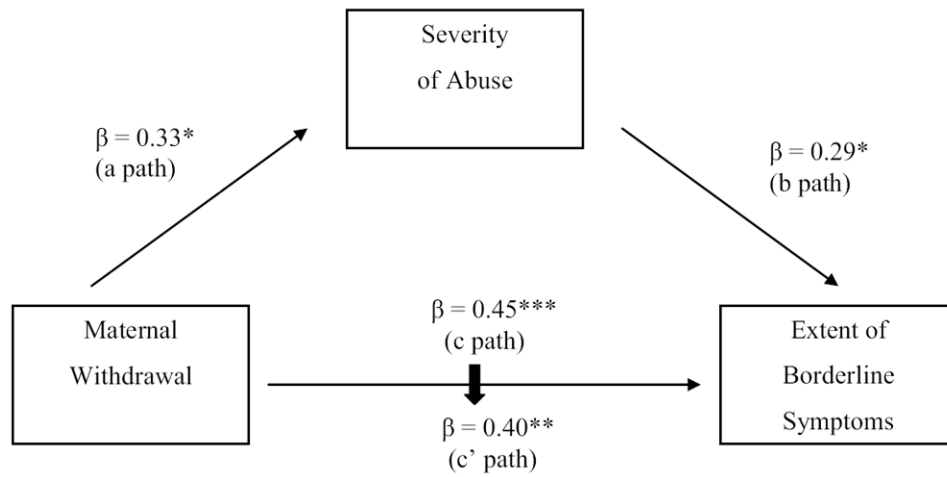 Severity
of Abuse
β = 0.33*
(a path)
β = 0.29*
(b path)
Maternal
Withdrawal
β = 0.45***
(c path)
β = 0.40**
(c’ path)
Extent of
Borderline
Symptoms